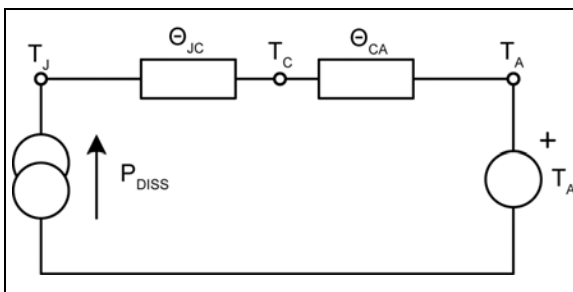 Θ_JC
Θ_CA
T_J
T_C
T_A
+
P_DISS
T_A